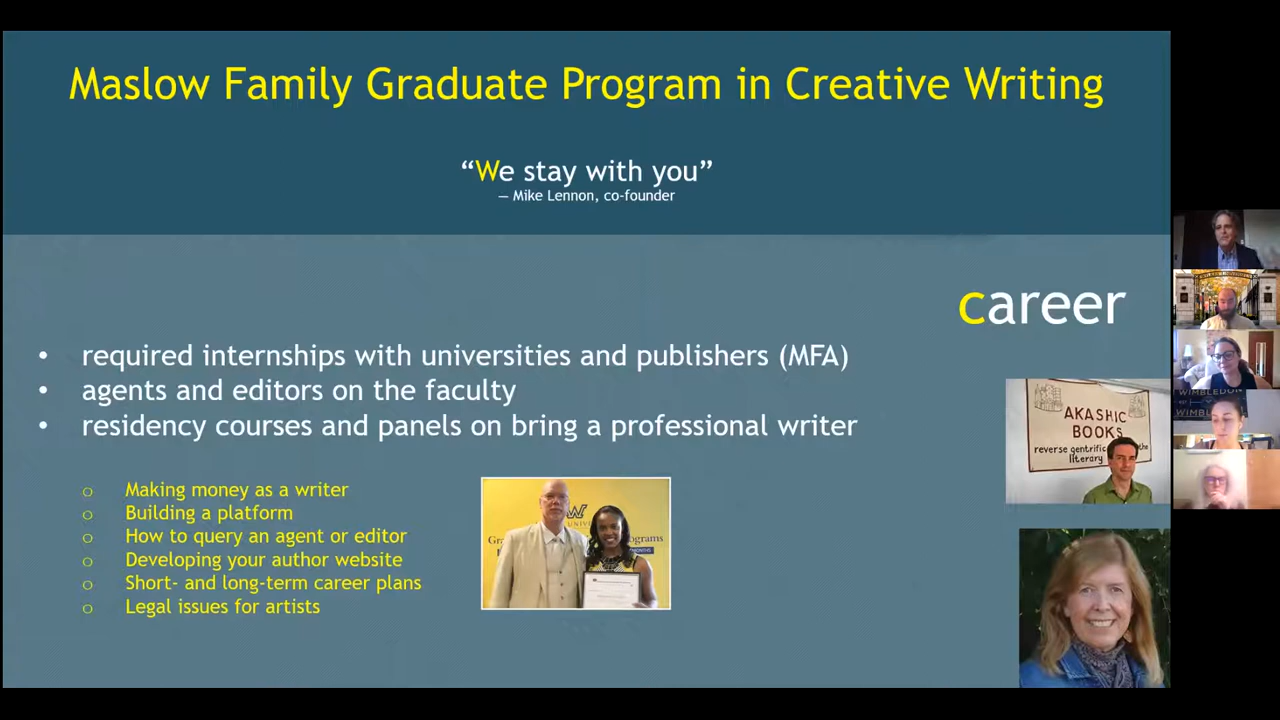 Maslow Family Graduate Program in Creative Writing
“We stay with you”
— Mike Lennon, co-founder
career
• required internships with universities and publishers (MFA)
• agents and editors on the faculty
• residency courses and panels on bring a professional writer
o Making money as a writer
o Building a platform
o How to query an agent or editor
o Developing your author website
o Short- and long-term career plans
o Legal issues for artists
AKASHIC
BOOKS
reverse the
literary
W
WIMBLEDON
WIMBLE